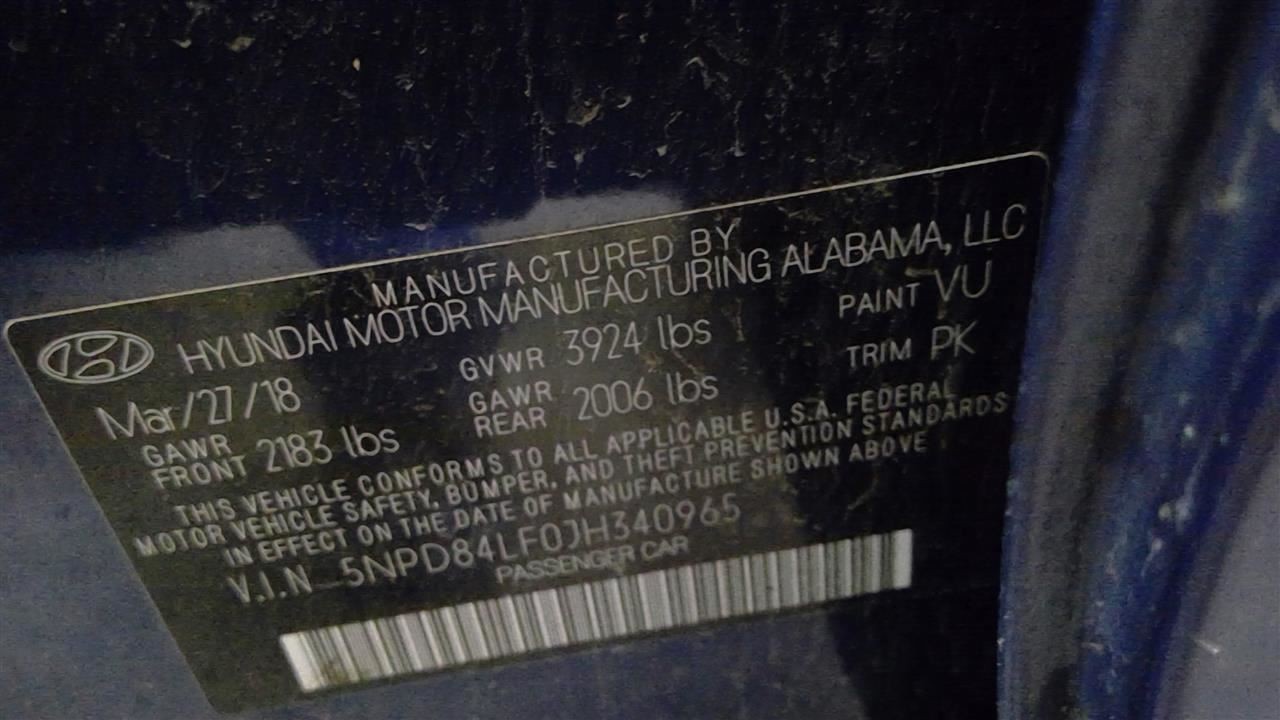 MANUFACTURED BY
HYUNDAI MOTOR MANUFACTURING ALABAMA, LLC
Mar/27/18 GVWR 3924 lbs PAINT VU
GAWR FRONT 2183 lbs GAWR REAR 2006 lbs TRIM PK
THIS VEHICLE CONFORMS TO ALL APPLICABLE U.S.A. FEDERAL
MOTOR VEHICLE SAFETY, BUMPER, AND THEFT PREVENTION STANDARDS
IN EFFECT ON THE DATE OF MANUFACTURE SHOWN ABOVE
V.I.N 5NPD84LF0JH340965
PASSENGER CAR